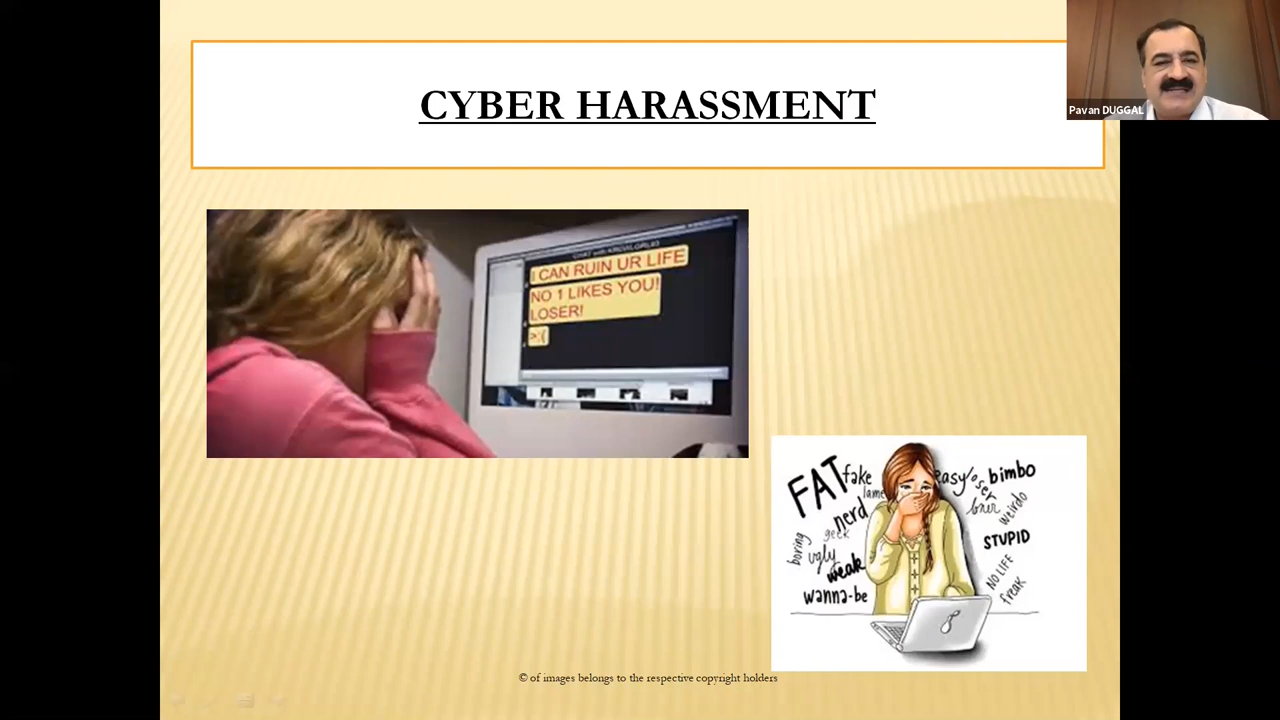 Pavan DUGGAL
CYBER HARASSMENT
I CAN RUIN UR LIFE
NO 1 LIKES YOU!
LOSER!
>:(
FAT
fake
lame
nerd
geek
boring
ugly
weak
wanna-be
easy
loser
bimbo
weirdo
STUPID
NO LIFE
freak
© of images belongs to the respective copyright holders